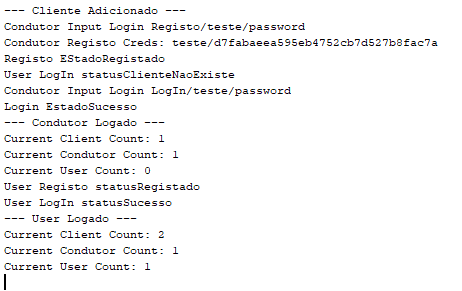 --- Cliente Adicionado ---
Condutor Input Login Registo/teste/password
Condutor Registo Creds: teste/d7fabaeea595eb4752cb7d527b8fac7a
Registo EStadoRegistado
User LogIn statusClienteNaoExiste
Condutor Input Login LogIn/teste/password
Login EstadoSucesso
--- Condutor Logado ---
Current Client Count: 1
Current Condutor Count: 1
Current User Count: 0
User Registo statusRegistado
User LogIn statusSucesso
--- User Logado ---
Current Client Count: 2
Current Condutor Count: 1
Current User Count: 1